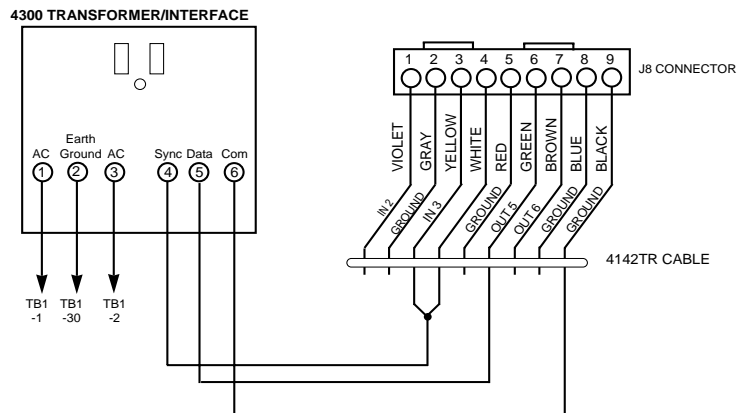 4300 TRANSFORMER/INTERFACE
AC
Earth
Ground
AC
Sync
Data
Com
1
2
3
4
5
6
TB1
-1
TB1
-30
TB1
-2
1
2
3
4
5
6
7
8
9
J8 CONNECTOR
VIOLET
GRAY
YELLOW
WHITE
RED
GREEN
BROWN
BLUE
BLACK
IN 2
GROUND
IN 3
GROUND
OUT 5
OUT 6
GROUND
GROUND
4142TR CABLE